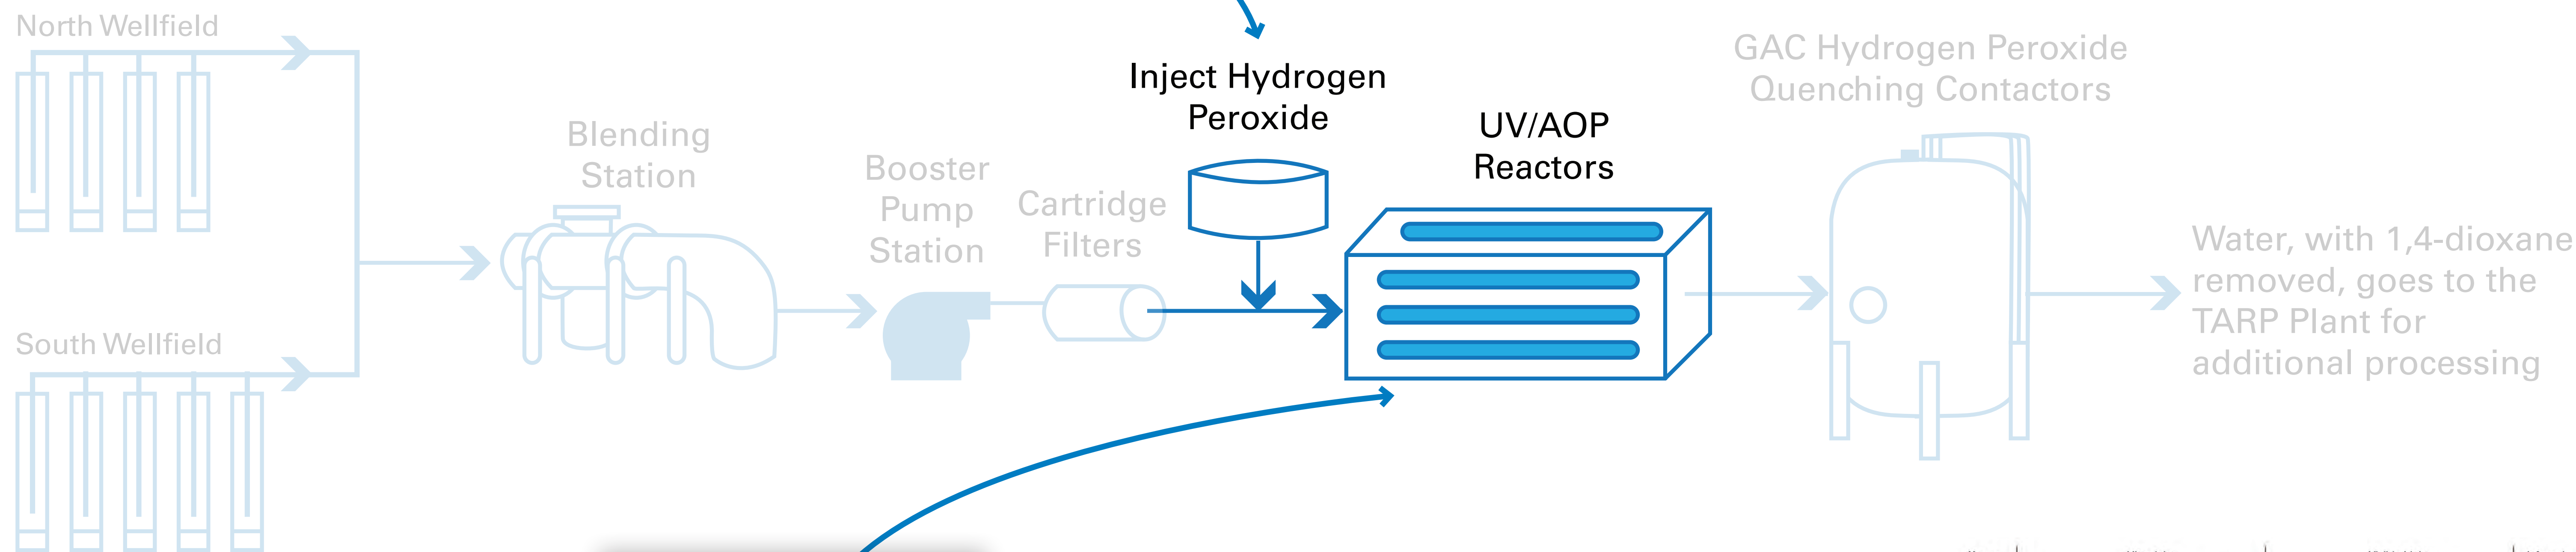 North Wellfield
Inject Hydrogen
Peroxide
GAC Hydrogen Peroxide
Quenching Contactors
Blending
Station
UV/AOP
Reactors
Booster
Pump
Station
Cartridge
Filters
Water, with 1,4-dioxane
removed, goes to the
TARP Plant for
additional processing
South Wellfield